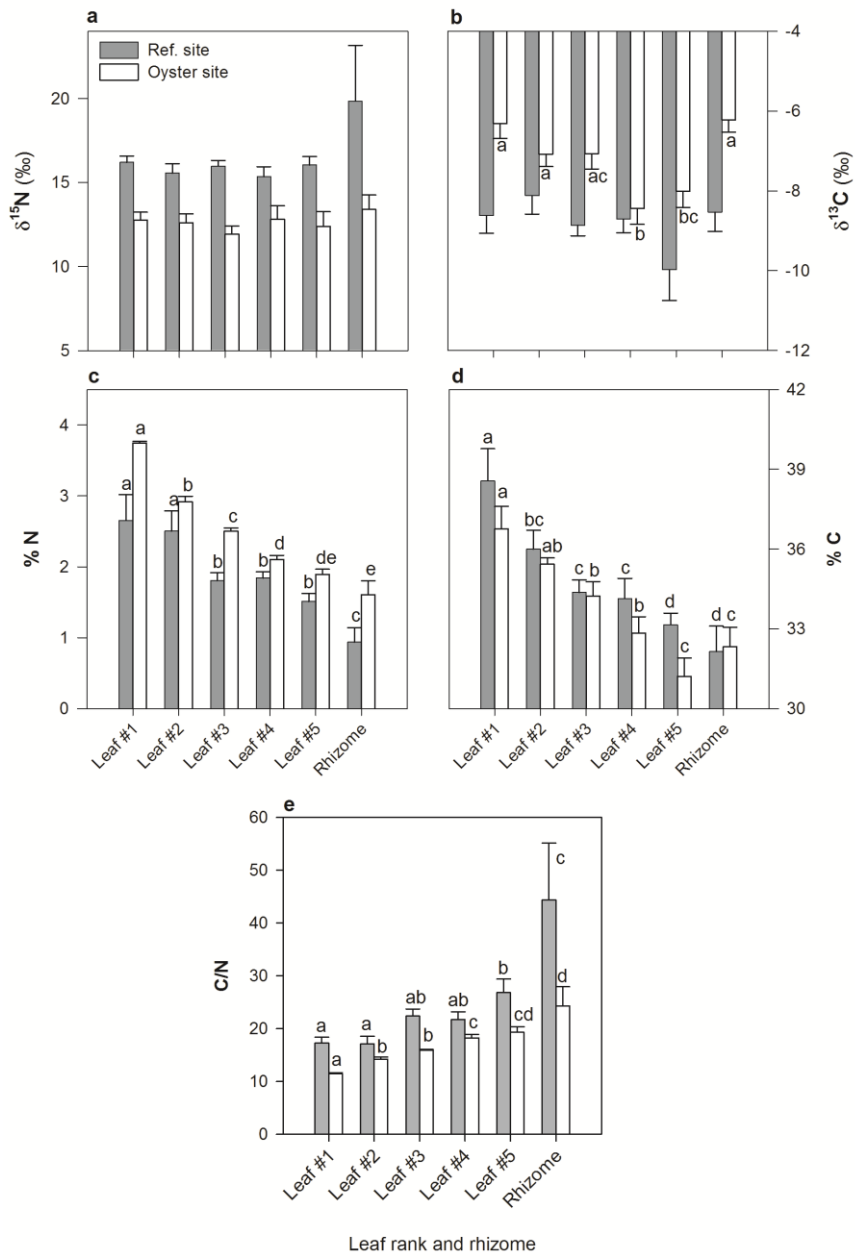 a
Ref. site
Oyster site
20
15
10
5
δ¹⁵N (‰)
b
a
a
ac
b
bc
a
-4
-6
-8
-10
-12
δ¹³C (‰)
c
4
3
2
1
0
% N
a a
a b
b c
b d
b de
c e
Leaf #1
Leaf #2
Leaf #3
Leaf #4
Leaf #5
Rhizome
d
a a
bc ab
c b
c b
d c
d c
42
39
36
33
30
% C
Leaf #1
Leaf #2
Leaf #3
Leaf #4
Leaf #5
Rhizome
e
60
50
40
30
20
10
0
C/N
a a
a b
ab b
ab c
b cd
c d
Leaf #1
Leaf #2
Leaf #3
Leaf #4
Leaf #5
Rhizome
Leaf rank and rhizome